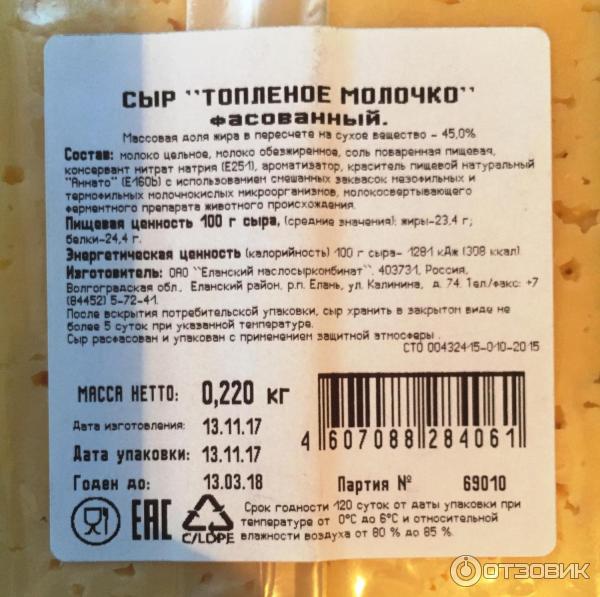 СЫР "ТОПЛЕНОЕ МОЛОЧКО"
фасованный.
Массовая доля жира в пересчете на сухое вещество – 45,0%
Состав: молоко цельное, молоко обезжиренное, соль поваренная пищевая,
консервант нитрат натрия (Е251), ароматизатор, краситель пищевой натуральный
"Аннато" (Е160b) с использованием смешанных заквасок мезофильных и
термофильных молочнокислых микроорганизмов, молокосвертывающего
ферментного препарата животного происхождения.
Пищевая ценность 100 г сыра, (средние значения): жиры-23,4 г;
белки-24,4 г.
Энергетическая ценность (калорийность) 100 г сыра- 1281 кДж (308 ккал).
Изготовитель: ОАО "Еланский маслосыркомбинат". 403731, Россия,
Волгоградская обл., Еланский район, р.п. Елань, ул. Калинина, д. 74. Тел/факс: +7
(84452) 5-72-41.
После вскрытия потребительской упаковки, сыр хранить в закрытом виде не
более 5 суток при указанной температуре.
Сыр расфасован и упакован с применением защитной атмосферы .
СТО 00432415-010-2015
МАССА НЕТТО: 0,220 кг
Дата изготовления: 13.11.17
Дата упаковки: 13.11.17
Годен до: 13.03.18
4 607088 284061
Партия № 69010
ЕАС
C/LDPE
Срок годности 120 суток от даты упаковки при
температуре от 0°С до 6°С и относительной
влажности воздуха от 80 % до 85 %.
ОТЗОВИК